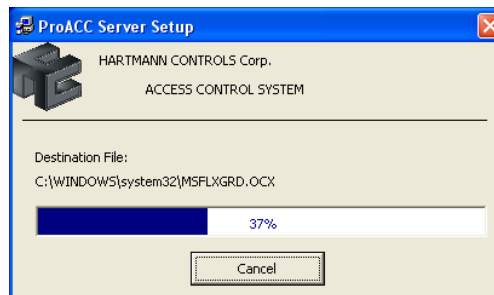 ProACC Server Setup
HARTMANN CONTROLS Corp.
ACCESS CONTROL SYSTEM
Destination File:
C:\WINDOWS\system32\MSFLXGRD.OCX
37%
Cancel